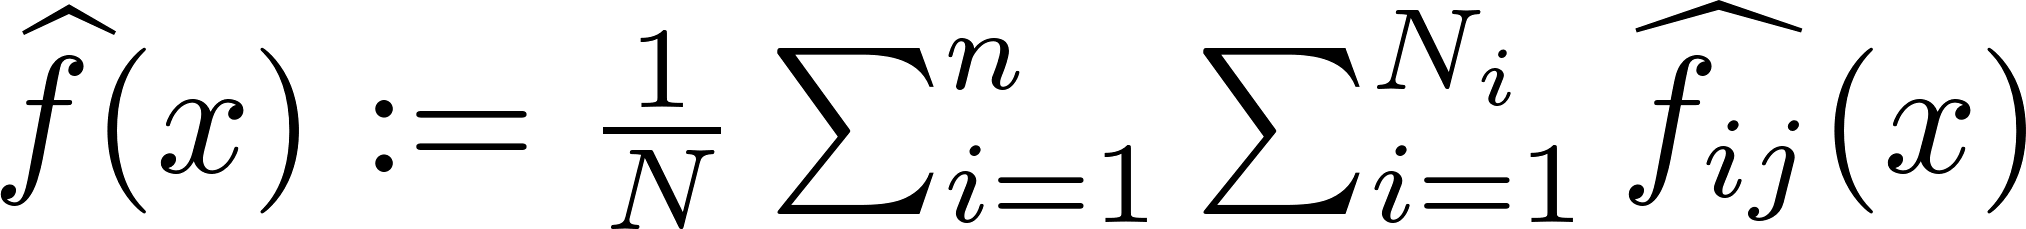 $\widehat{f}(x) := \frac{1}{N} \sum_{i=1}^{n} \sum_{i=1}^{N_i} \widehat{f_{ij}}(x)$